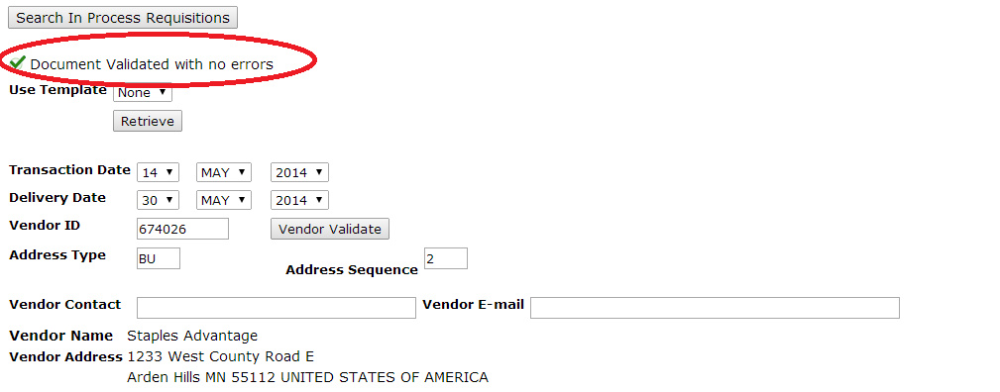 Search In Process Requisitions
Document Validated with no errors
Use Template None
Retrieve
Transaction Date 14 MAY 2014
Delivery Date 30 MAY 2014
Vendor ID 674026 Vendor Validate
Address Type BU Address Sequence 2
Vendor Contact Vendor E-mail
Vendor Name Staples Advantage
Vendor Address 1233 West County Road E
Arden Hills MN 55112 UNITED STATES OF AMERICA